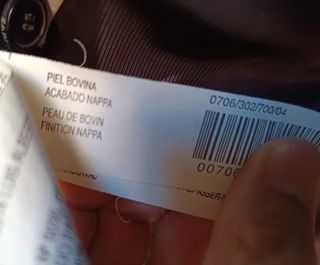 PIEL BOVINA
ACABADO NAPPA
PEAU DE BOVIN
FINITION NAPPA
0706/302/700/04
00706